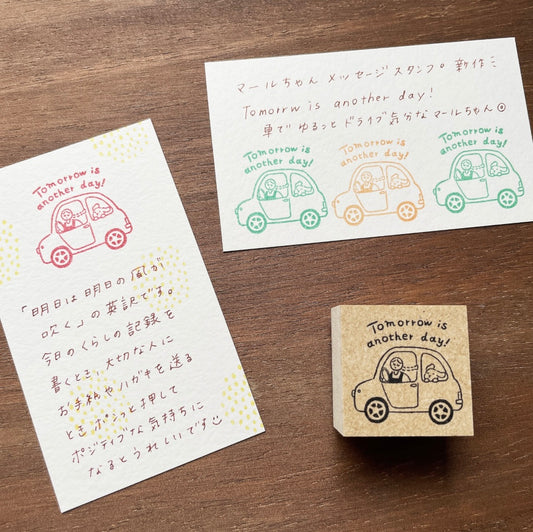 Tomorrow is
another day!
「明日は明日の風が
吹く」の英訳です。
今日のくらしの記録を
書くとき、大切な人に
お手紙やハガキを送る
ときポンっと押して
ポジティブな気持ちに
なるとうれしいです
マールちゃん メッセージスタンプ。新作
Tomorrw is another day!
車で ゆるっと ドライブ気分な マールちゃん
Tomorrow is
another day!
Tomorrow is
another day!
Tomorrow is
another day!
Tomorrow is
another day!